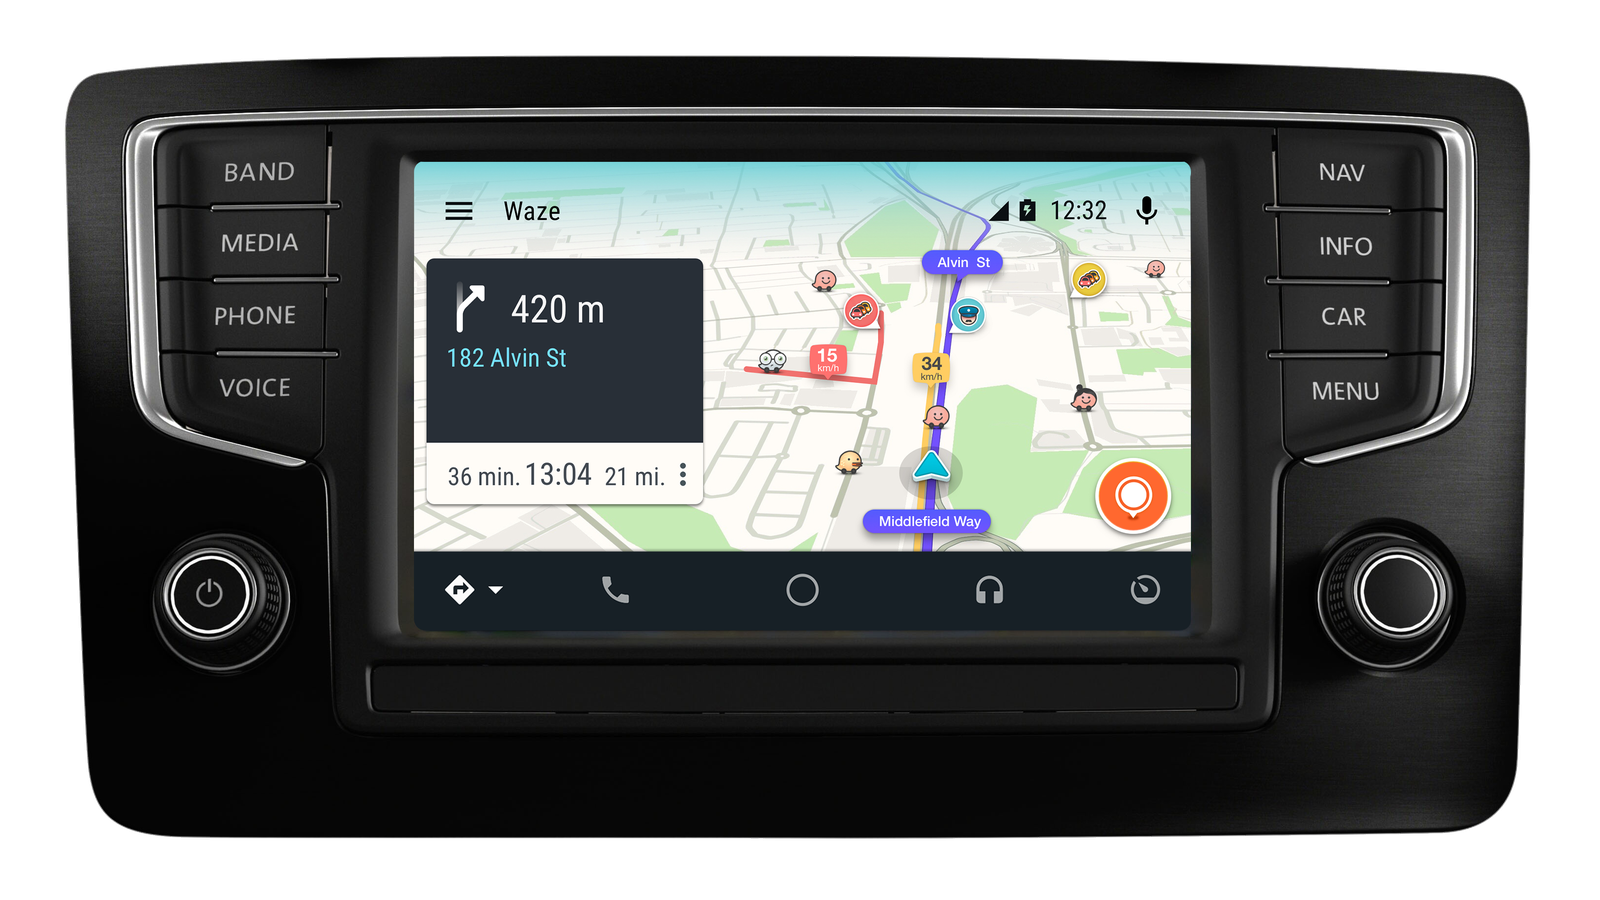 BAND
MEDIA
PHONE
VOICE
Waze
12:32
420 m
182 Alvin St
36 min. 13:04 21 mi.
Alvin St
15
km/h
34
km/h
Middlefield Way
NAV
INFO
CAR
MENU